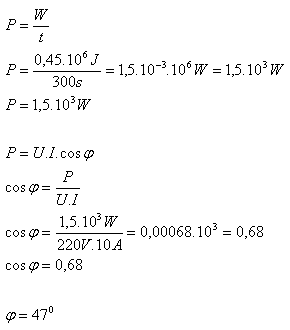 P = W/t
P = 0,45.10⁶ J/300s = 1,5.10⁻³.10⁶ W = 1,5.10³ W
P = 1,5.10³ W
P = U.I.cos φ
cos φ = P/U.I
cos φ = 1,5.10³ W/220V.10 A = 0,00068.10³ = 0,68
cos φ = 0,68
φ = 47⁰